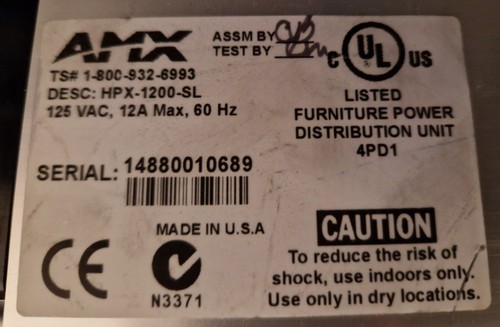 AMX
ASSM BY
TEST BY
TS# 1-800-932-6993
DESC: HPX-1200-SL
125 VAC, 12A Max, 60 Hz
C UL US
LISTED
FURNITURE POWER
DISTRIBUTION UNIT
4PD1
SERIAL: 14880010689
MADE IN U.S.A
CE
N3371
CAUTION
To reduce the risk of
shock, use indoors only.
Use only in dry locations.